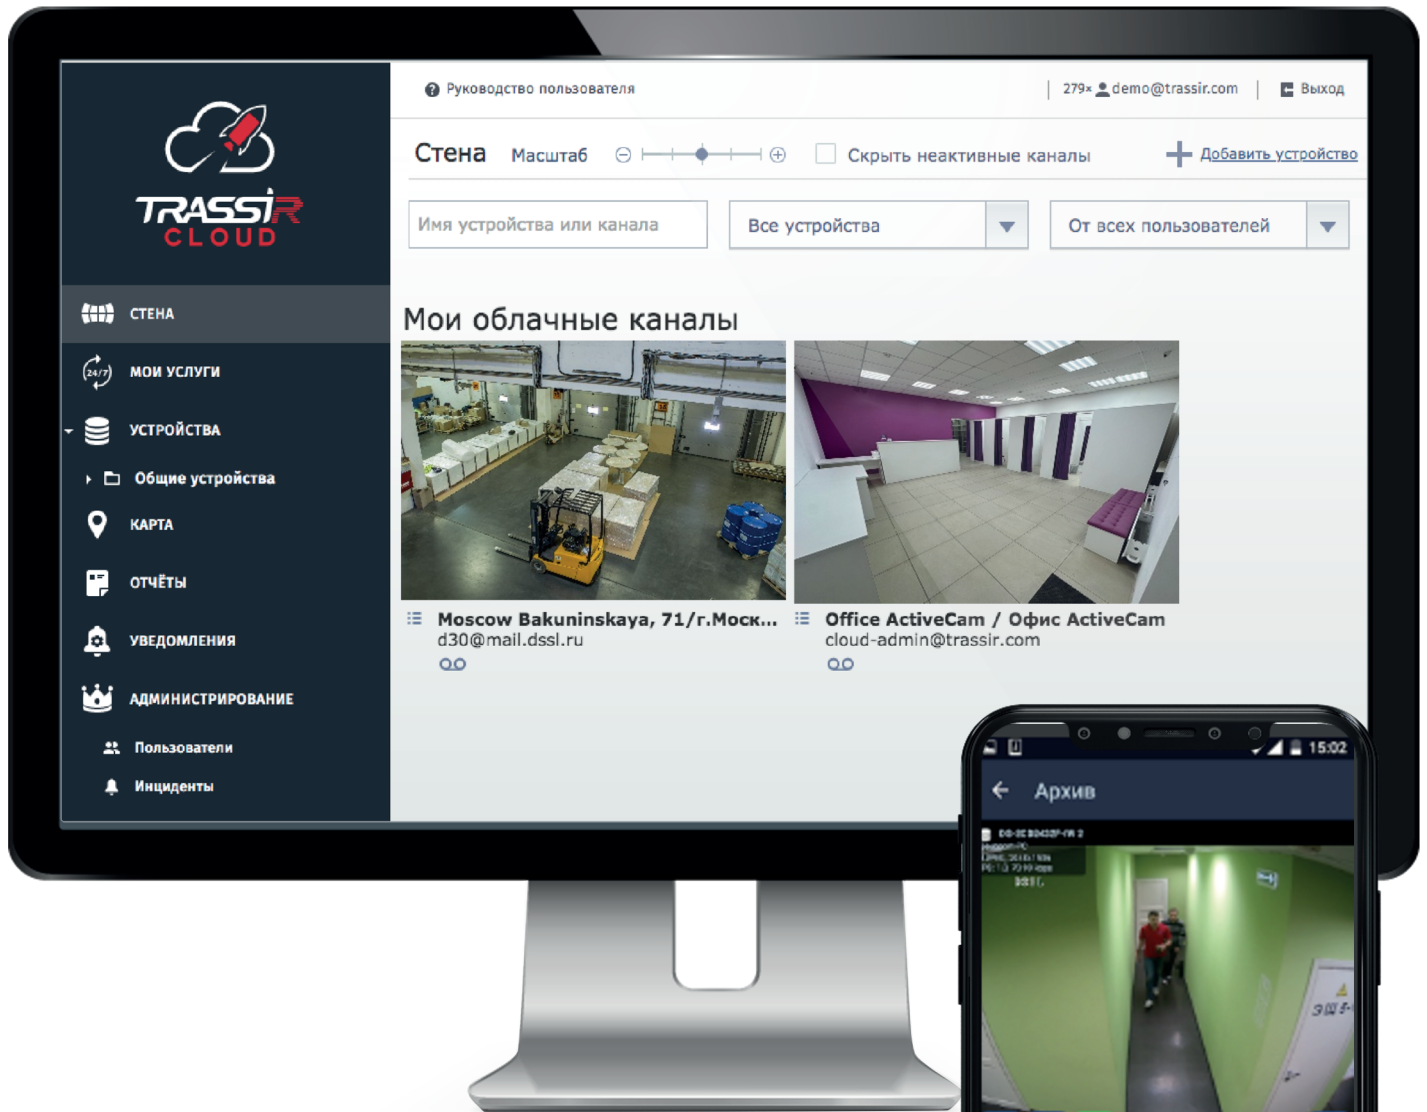 TRASSIR
CLOUD
Руководство пользователя
279×
demo@trassir.com
Выход
Стена
Масштаб
Скрыть неактивные каналы
Добавить устройство
Имя устройства или канала
Все устройства
От всех пользователей
СТЕНА
24/7
МОИ УСЛУГИ
УСТРОЙСТВА
Общие устройства
КАРТА
ОТЧЁТЫ
УВЕДОМЛЕНИЯ
АДМИНИСТРИРОВАНИЕ
Пользователи
Инциденты
Мои облачные каналы
Moscow Bakuninskaya, 71/г.Моск...
d30@mail.dssl.ru
Office ActiveCam / Офис ActiveCam
cloud-admin@trassir.com
15:02
Архив